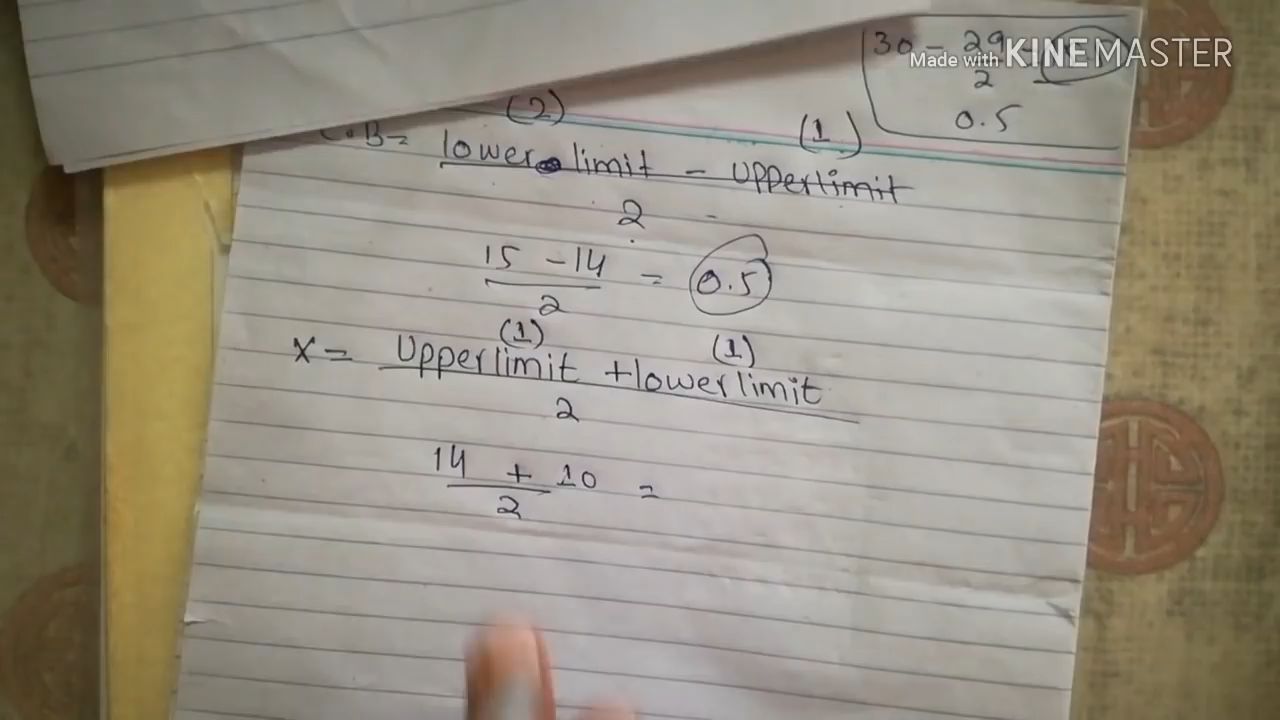 30 - 29
Made with KINEMASTER
2
0.5
(2) (1)
C.B= lower limit - Upperlimit
2
15 - 14 = 0.5
2
(1) (1)
X = Upperlimit + lowerlimit
2
14 + 10 =
2